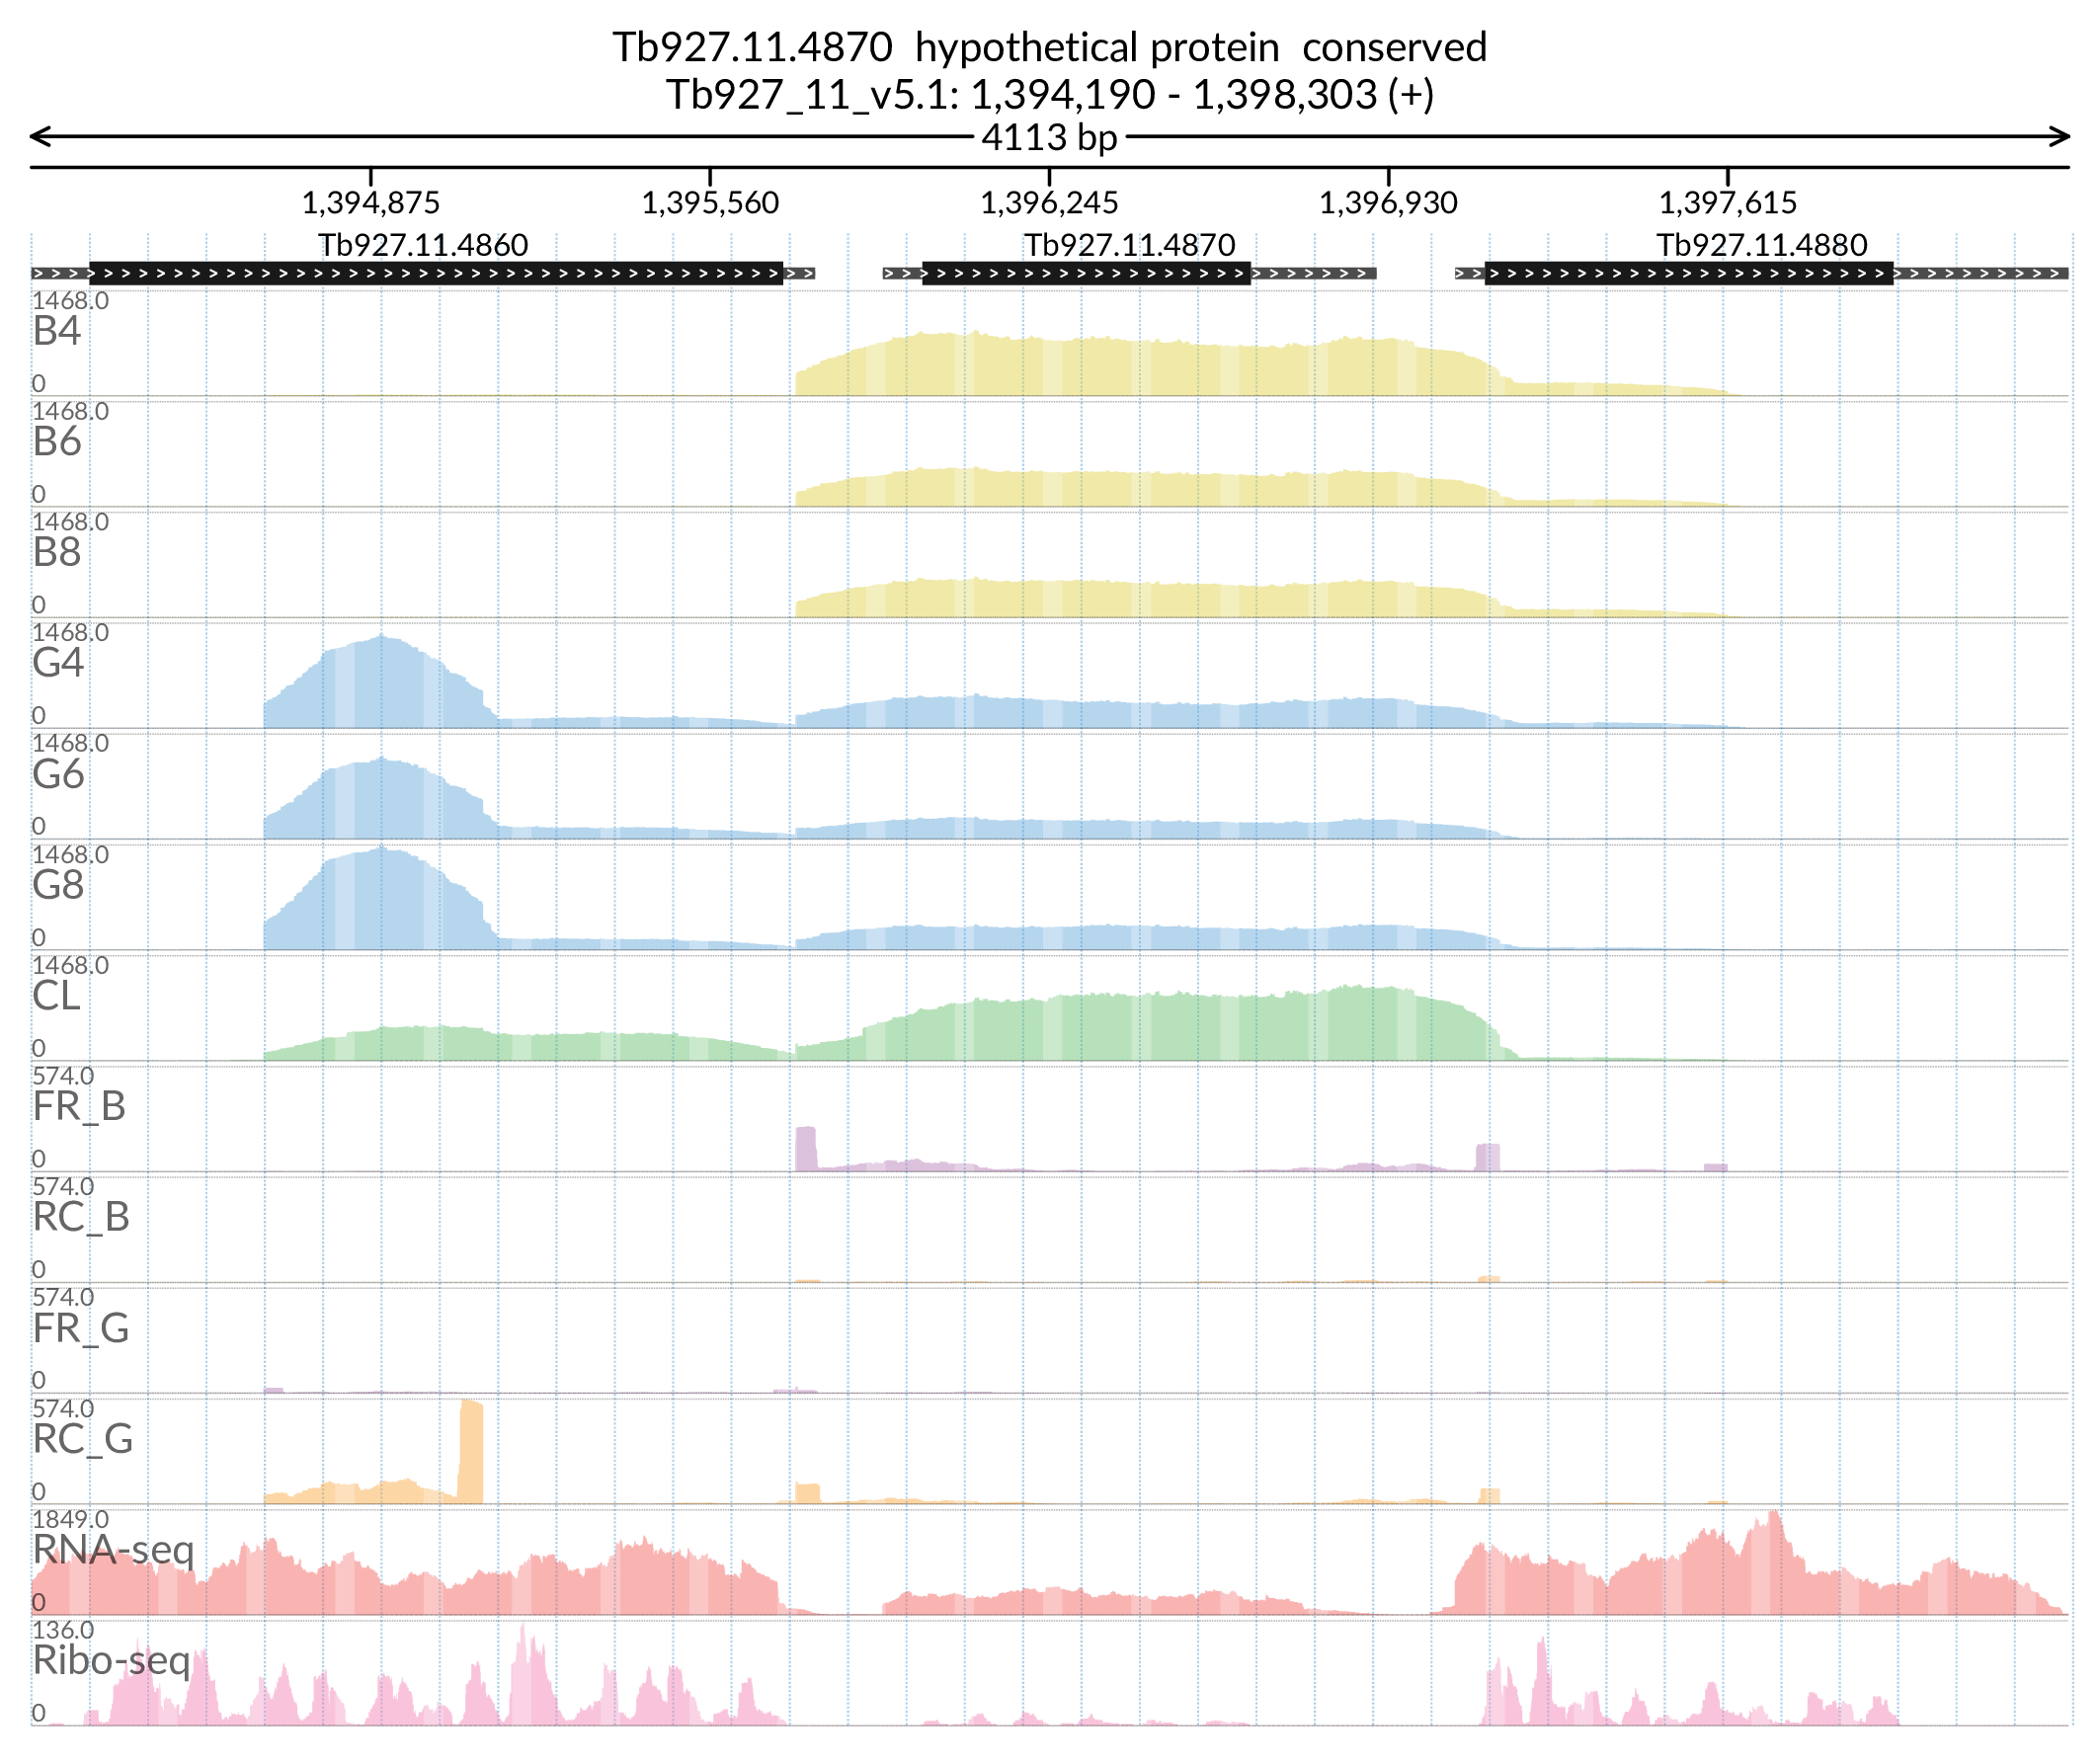 Tb927.11.4870 hypothetical protein conserved
Tb927_11_v5.1: 1,394,190 - 1,398,303 (+)
4113 bp
1,394,875 1,395,560 1,396,245 1,396,930 1,397,615
Tb927.11.4860 Tb927.11.4870 Tb927.11.4880
1468.0
B4
0
1468.0
B6
0
1468.0
B8
0
1468.0
G4
0
1468.0
G6
0
1468.0
G8
0
1468.0
CL
0
574.0
FR_B
0
574.0
RC_B
0
574.0
FR_G
0
574.0
RC_G
0
1849.0
RNA-seq
0
136.0
Ribo-seq
0